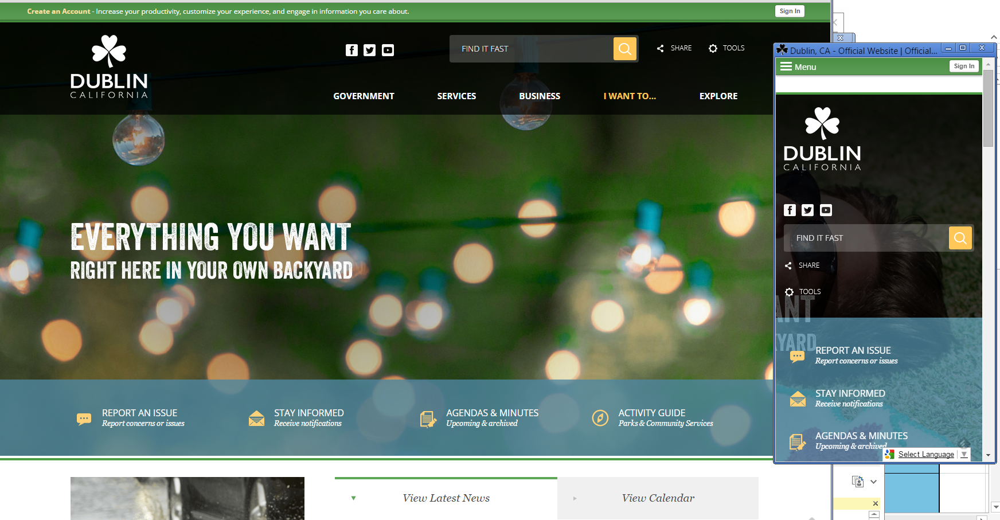 Create an Account - Increase your productivity, customize your experience, and engage in information you care about.
Sign In
DUBLIN
CALIFORNIA
FIND IT FAST
SHARE
TOOLS
GOVERNMENT
SERVICES
BUSINESS
I WANT TO...
EXPLORE
EVERYTHING YOU WANT
RIGHT HERE IN YOUR OWN BACKYARD
REPORT AN ISSUE
Report concerns or issues
STAY INFORMED
Receive notifications
AGENDAS & MINUTES
Upcoming & archived
ACTIVITY GUIDE
Parks & Community Services
View Latest News
View Calendar
Dublin, CA - Official Website | Official...
Menu
Sign In
DUBLIN
CALIFORNIA
FIND IT FAST
SHARE
TOOLS
ANT
YARD
REPORT AN ISSUE
Report concerns or issues
STAY INFORMED
Receive notifications
AGENDAS & MINUTES
Upcoming & archived
Select Language